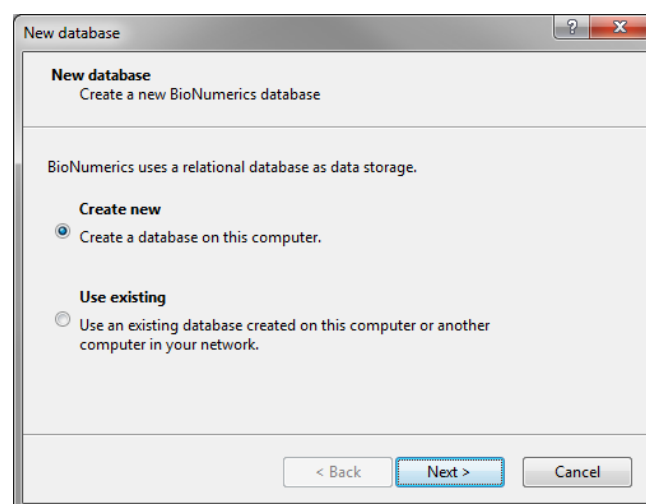 New database
?
X
New database
Create a new BioNumerics database
BioNumerics uses a relational database as data storage.
Create new
Create a database on this computer.
Use existing
Use an existing database created on this computer or another
computer in your network.
< Back
Next >
Cancel